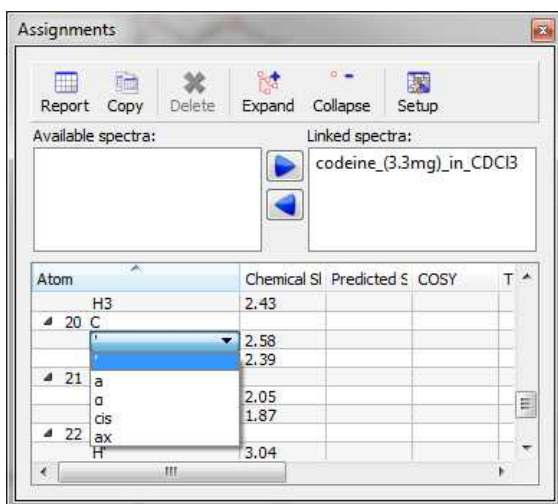 Assignments
Report Copy Delete Expand Collapse Setup
Available spectra: Linked spectra:
codeine_(3.3mg)_in_CDCl3
Atom Chemical Sl Predicted S COSY T
H3 2.43
20 C
' 2.58
' 2.39
21
a
α 2.05
cis 1.87
22 ax
H' 3.04